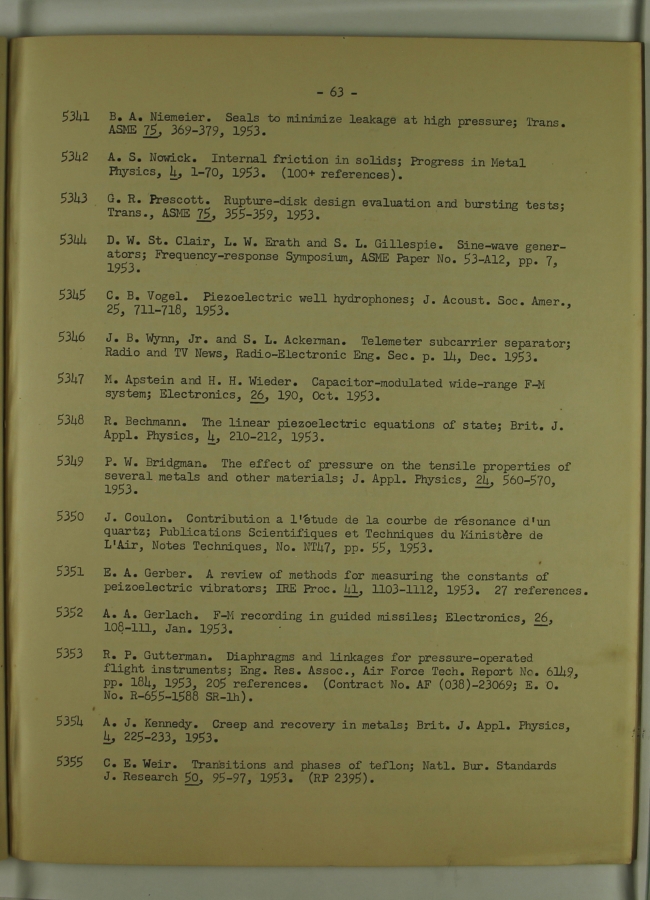 - 63 -
5341 B. A. Niemeier. Seals to minimize leakage at high pressure; Trans.
ASME 75, 369-379, 1953.
5342 A. S. Nowick. Internal friction in solids; Progress in Metal
Physics, 4, 1-70, 1953. (100+ references).
5343 G. R. Prescott. Rupture-disk design evaluation and bursting tests;
Trans., ASME 75, 355-359, 1953.
5344 D. W. St. Clair, L. W. Erath and S. L. Gillespie. Sine-wave gener-
ators; Frequency-response Symposium, ASME Paper No. 53-A12, pp. 7,
1953.
5345 C. B. Vogel. Piezoelectric well hydrophones; J. Acoust. Soc. Amer.,
25, 711-718, 1953.
5346 J. B. Wynn, Jr. and S. L. Ackerman. Telemeter subcarrier separator;
Radio and TV News, Radio-Electronic Eng. Sec. p. 14, Dec. 1953.
5347 M. Apstein and H. H. Wieder. Capacitor-modulated wide-range F-M
system; Electronics, 26, 190, Oct. 1953.
5348 R. Bechmann. The linear piezoelectric equations of state; Brit. J.
Appl. Physics, 4, 210-212, 1953.
5349 P. W. Bridgman. The effect of pressure on the tensile properties of
several metals and other materials; J. Appl. Physics, 24, 560-570,
1953.
5350 J. Coulon. Contribution a l'étude de la courbe de résonance d'un
quartz; Publications Scientifiques et Techniques du Ministère de
L'Air, Notes Techniques, No. NT47, pp. 55, 1953.
5351 E. A. Gerber. A review of methods for measuring the constants of
peizoelectric vibrators; IRE Proc. 41, 1103-1112, 1953. 27 references.
5352 A. A. Gerlach. F-M recording in guided missiles; Electronics, 26,
108-111, Jan. 1953.
5353 R. P. Gutterman. Diaphragms and linkages for pressure-operated
flight instruments; Eng. Res. Assoc., Air Force Tech. Report No. 6149,
pp. 184, 1953, 205 references. (Contract No. AF (038)-23069; E. O.
No. R-655-1588 SR-1h).
5354 A. J. Kennedy. Creep and recovery in metals; Brit. J. Appl. Physics,
4, 225-233, 1953.
5355 C. E. Weir. Transitions and phases of teflon; Natl. Bur. Standards
J. Research 50, 95-97, 1953. (RP 2395).